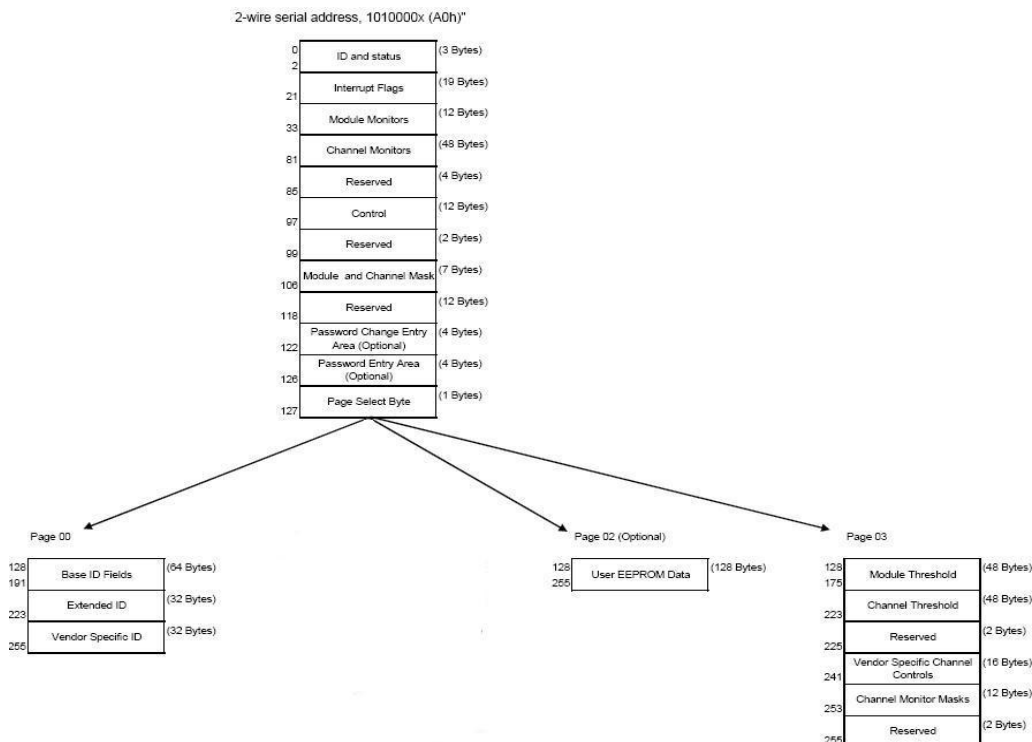 2-wire serial address, 1010000x (A0h)"
0
2
ID and status
(3 Bytes)
21
Interrupt Flags
(19 Bytes)
33
Module Monitors
(12 Bytes)
81
Channel Monitors
(48 Bytes)
85
Reserved
(4 Bytes)
97
Control
(12 Bytes)
99
Reserved
(2 Bytes)
106
Module and Channel Mask
(7 Bytes)
118
Reserved
(12 Bytes)
122
Password Change Entry
Area (Optional)
(4 Bytes)
126
Password Entry Area
(Optional)
(4 Bytes)
127
Page Select Byte
(1 Bytes)
Page 00
128
191
Base ID Fields
(64 Bytes)
223
Extended ID
(32 Bytes)
255
Vendor Specific ID
(32 Bytes)
Page 02 (Optional)
128
255
User EEPROM Data
(128 Bytes)
Page 03
128
175
Module Threshold
(48 Bytes)
223
Channel Threshold
(48 Bytes)
225
Reserved
(2 Bytes)
241
Vendor Specific Channel
Controls
(16 Bytes)
253
Channel Monitor Masks
(12 Bytes)
255
Reserved
(2 Bytes)